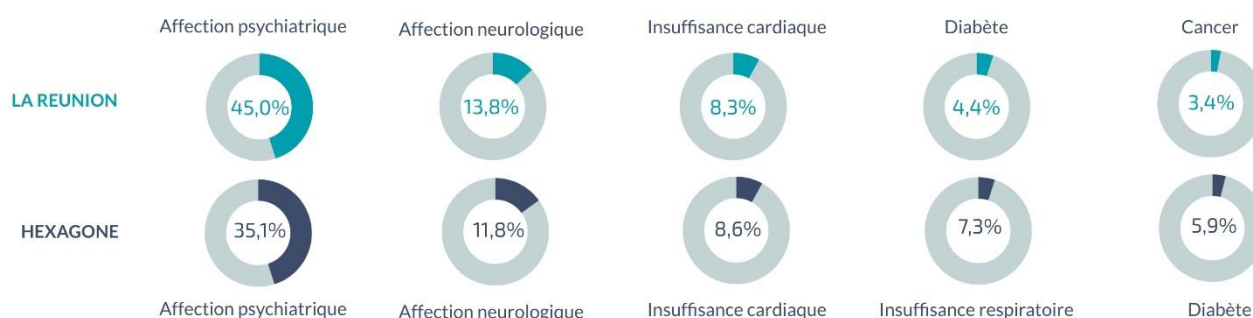 Affection psychiatrique
Affection neurologique
Insuffisance cardiaque
Diabète
Cancer
LA REUNION
45,0%
13,8%
8,3%
4,4%
3,4%
HEXAGONE
35,1%
11,8%
8,6%
7,3%
5,9%
Affection psychiatrique
Affection neurologique
Insuffisance cardiaque
Insuffisance respiratoire
Diabète